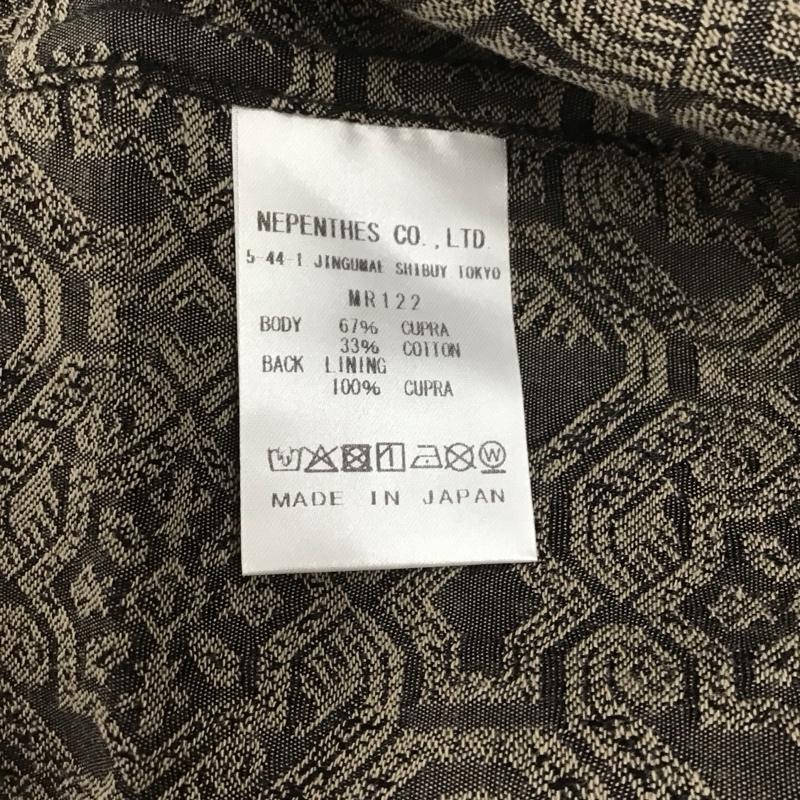 NEPENTHES CO.,LTD.
5-44-1 JINGUMAE SHIBUY TOKYO
MR122
BODY 67% CUPRA
33% COTTON
BACK LINING
100% CUPRA
W
MADE IN JAPAN